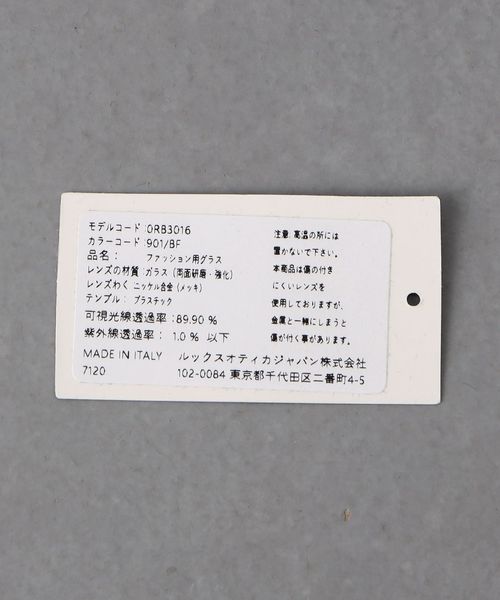 モデルコード:0RB3016
カラーコード:901/BF
品名: ファッション用グラス
レンズの材質:ガラス(両面研磨・強化)
レンズわく:ニッケル合金(メッキ)
テンプル: プラスチック
可視光線透過率:89.90%
紫外線透過率: 1.0% 以下
MADE IN ITALY ルックスオティカジャパン株式会社
7120 102-0084 東京都千代田区二番町4-5
注意:高温の所には
置かないで下さい。
本商品は傷の付き
にくいレンズを
使用しておりますが、
金属と一緒にしまうと
傷が付く事があります。